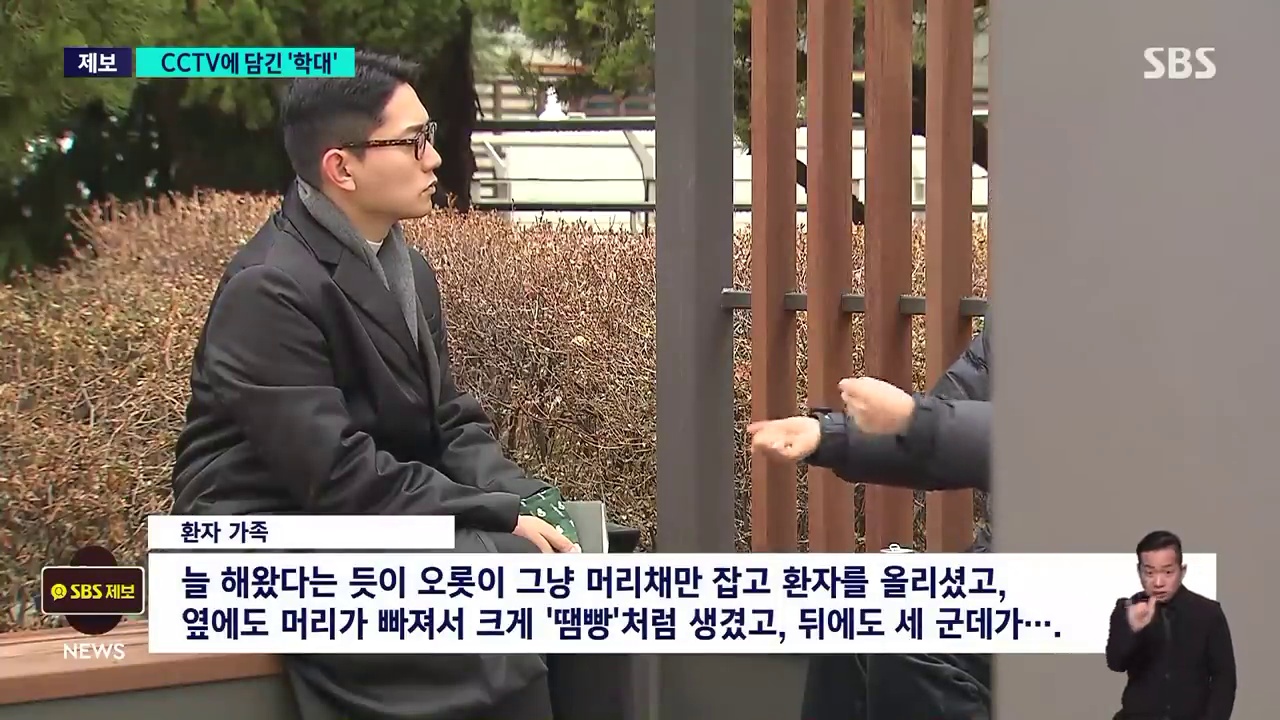 제보 CCTV에 담긴 '학대'
SBS
환자 가족
늘 해왔다는 듯이 오롯이 그냥 머리채만 잡고 환자를 올리셨고,
옆에도 머리가 빠져서 크게 '땜빵'처럼 생겼고, 뒤에도 세 군데가….
SBS 제보
NEWS